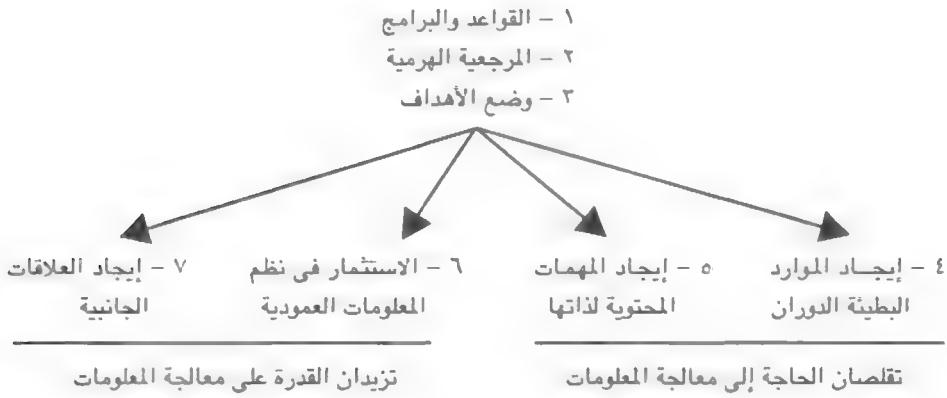 ١ – القواعد والبرامج
٢ – المرجعية الهرمية
٣ – وضع الأهداف
٤ – إيجــاد الموارد البطيئة الدوران
٥ – إيجاد المهمات المحتوية لذاتها
٦ – الاستثمار فى نظم المعلومات العمودية
٧ – إيجاد العلاقات الجانبية
تقلصان الحاجة إلى معالجة المعلومات
تزيدان القدرة على معالجة المعلومات